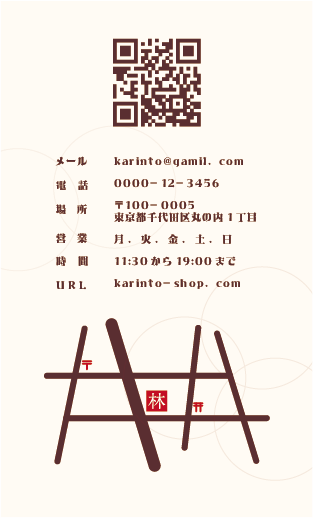 メール karinto@gamil. com
電話 0000-12-3456
場所 〒100-0005
東京都千代田区丸の内1丁目
営業 月. 火. 金. 土. 日
時間 11:30から19:00まで
URL karinto-shop. com
〒
林